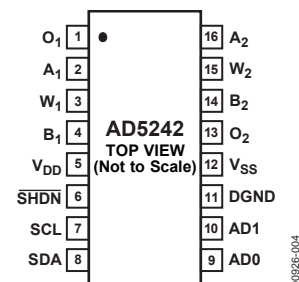 O1 1
A1 2
W1 3
B1 4
VDD 5
SHDN 6
SCL 7
SDA 8
AD5242
TOP VIEW
(Not to Scale)
16 A2
15 W2
14 B2
13 O2
12 VSS
11 DGND
10 AD1
9 AD0
0926-004